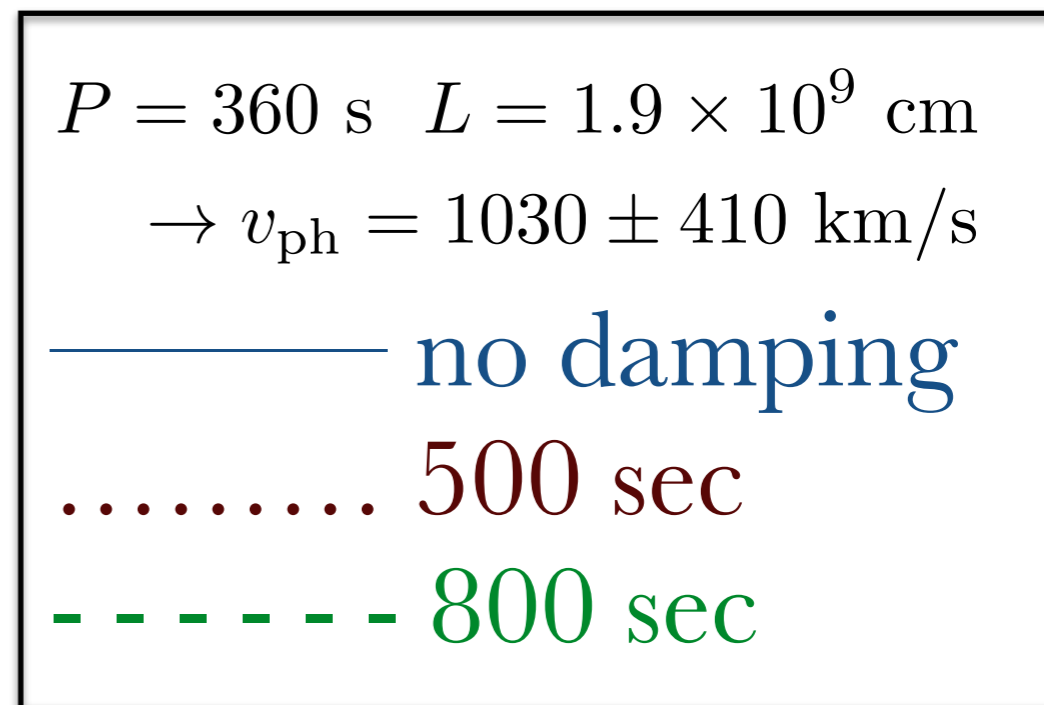 P = 360 s L = 1.9 × 10⁹ cm
→ v_ph = 1030 ± 410 km/s
no damping
500 sec
800 sec